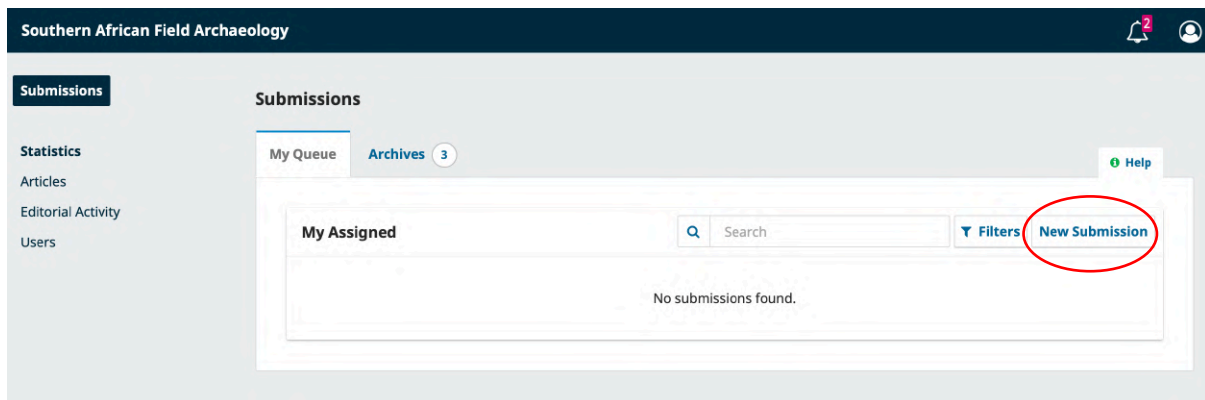 Southern African Field Archaeology
2
Submissions
Statistics
Articles
Editorial Activity
Users
Submissions
My Queue
Archives 3
Help
My Assigned
Search
Filters
New Submission
No submissions found.